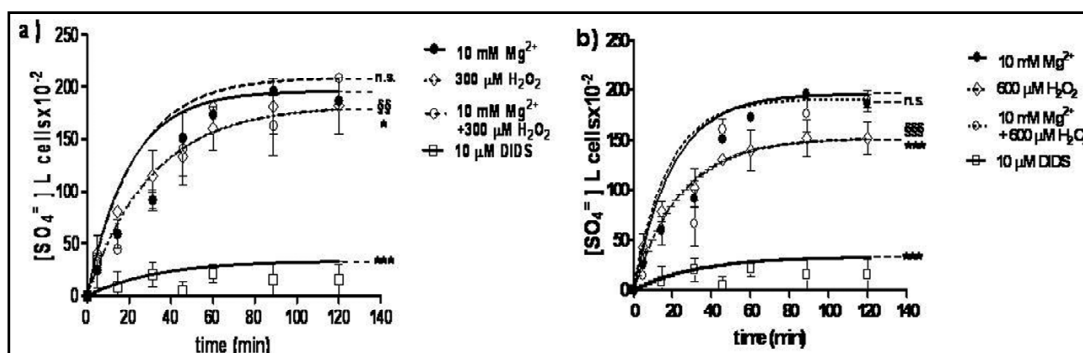 a)
[SO₄⁼] L cellsx10⁻²
250
200
150
100
50
0
0 20 40 60 80 100 120 140
time (min)
n.s.
§§
*
***
10 mM Mg²⁺
300 µM H₂O₂
10 mM Mg²⁺
+300 µM H₂O₂
10 µM DIDS
b)
[SO₄⁼] L cellsx10⁻²
250
200
150
100
50
0
0 20 40 60 80 100 120 140
time (min)
n.s.
§§§
***
***
10 mM Mg²⁺
600 µM H₂O₂
10 mM Mg²⁺
+600 µM H₂O₂
10 µM DIDS